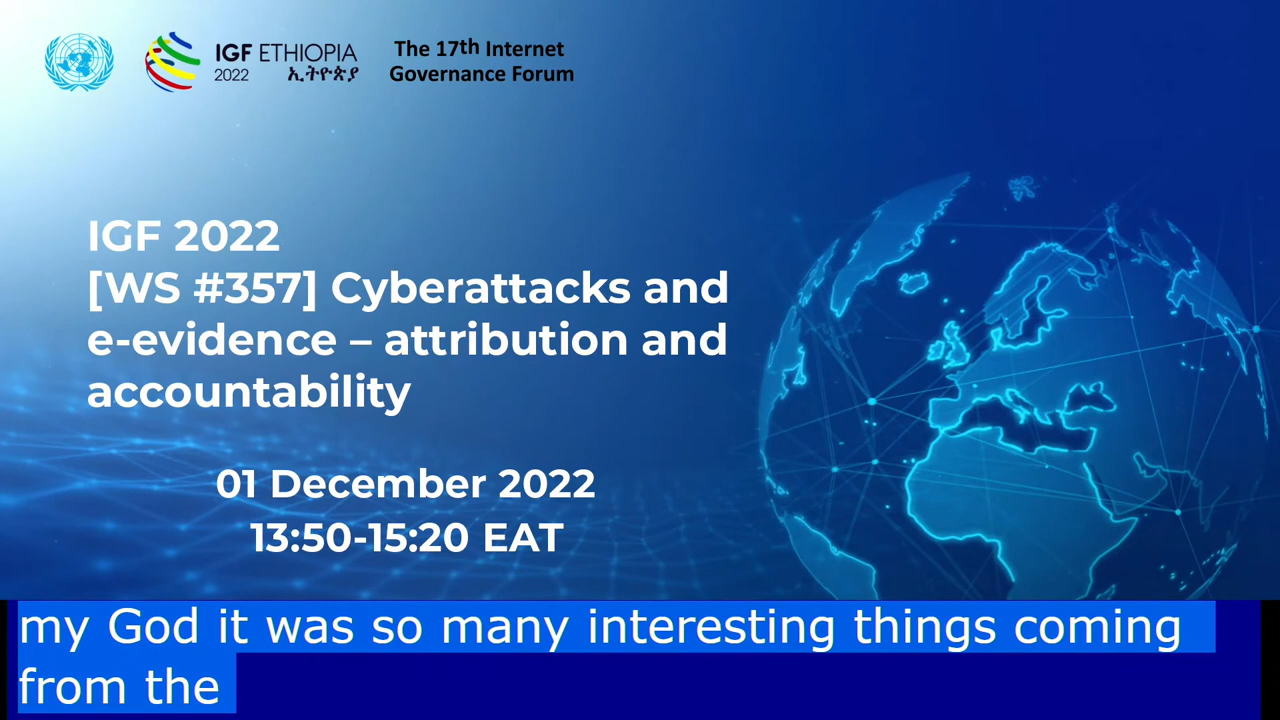 IGF ETHIOPIA
2022 ኢትዮጵያ
The 17th Internet
Governance Forum
IGF 2022
[WS #357] Cyberattacks and
e-evidence – attribution and
accountability
01 December 2022
13:50-15:20 EAT
my God it was so many interesting things coming
from the